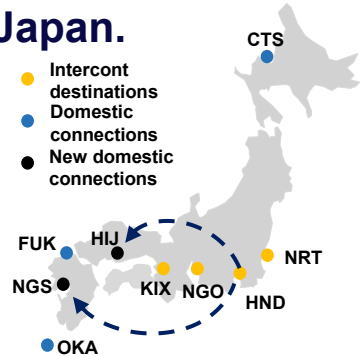 Japan.
CTS
Intercont
destinations
Domestic
connections
New domestic
connections
FUK
HIJ
NRT
NGS
KIX
NGO
HND
OKA